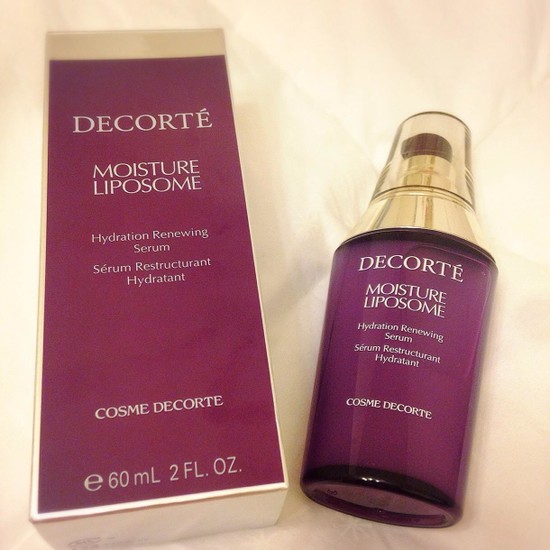 DECORTÉ
MOISTURE
LIPOSOME
Hydration Renewing
Serum
Sérum Restructurant
Hydratant
COSME DECORTE
℮ 60 mL 2 FL. OZ.
DECORTÉ
MOISTURE
LIPOSOME
Hydration Renewing
Serum
Sérum Restructurant
Hydratant
COSME DECORTE